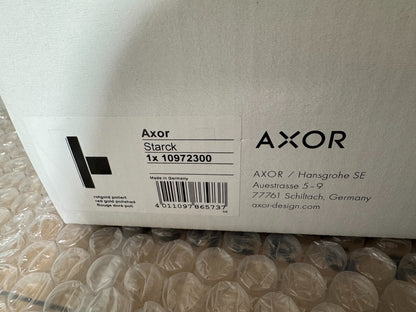 Axor
Starck
1x 10972300
Made in Germany
rotgold poliert
red gold polished
Rouge doré poli
4 011097 865737
AXOR
AXOR / Hansgrohe SE
Auestrasse 5–9
77761 Schiltach, Germany
axor-design.com